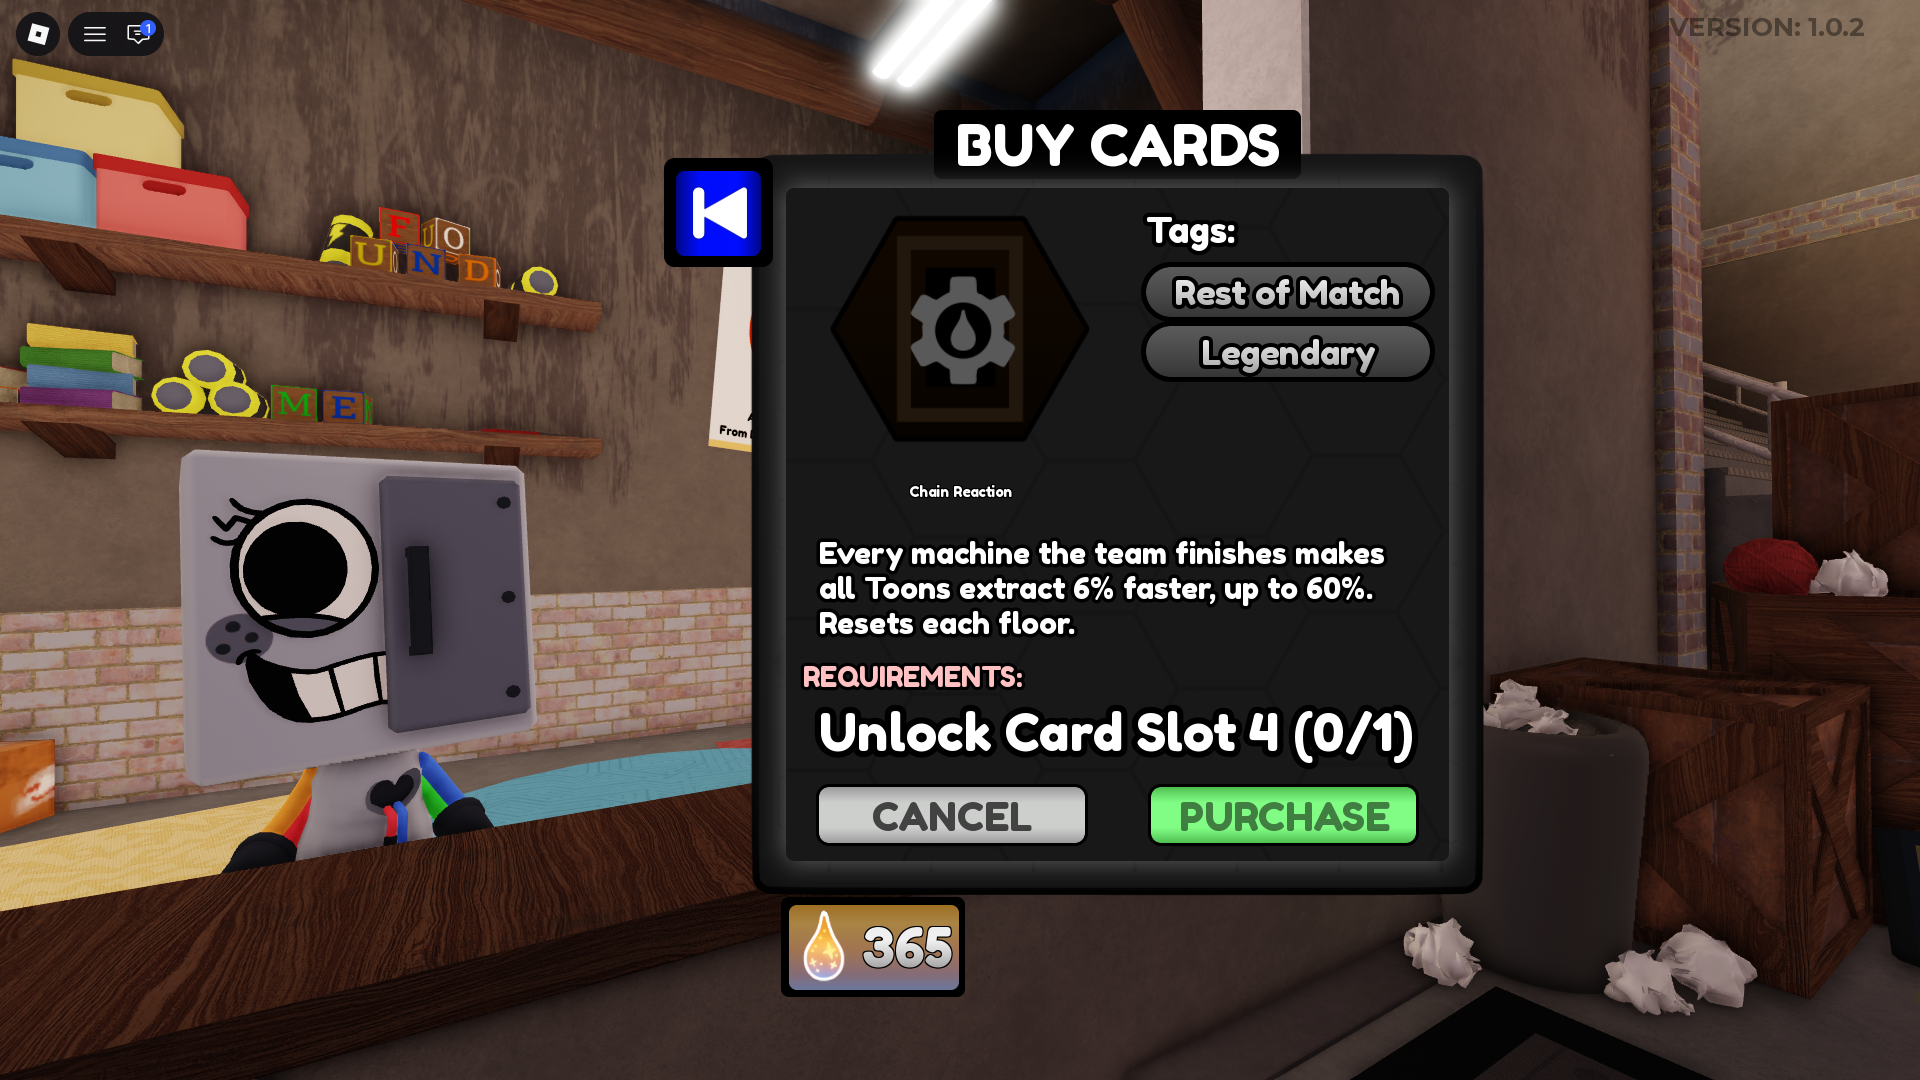 1
VERSION: 1.0.2
BUY CARDS
Tags:
Rest of Match
Legendary
F U O
U N D
M E
From
Chain Reaction
Every machine the team finishes makes
all Toons extract 6% faster, up to 60%.
Resets each floor.
REQUIREMENTS:
Unlock Card Slot 4 (0/1)
CANCEL
PURCHASE
365